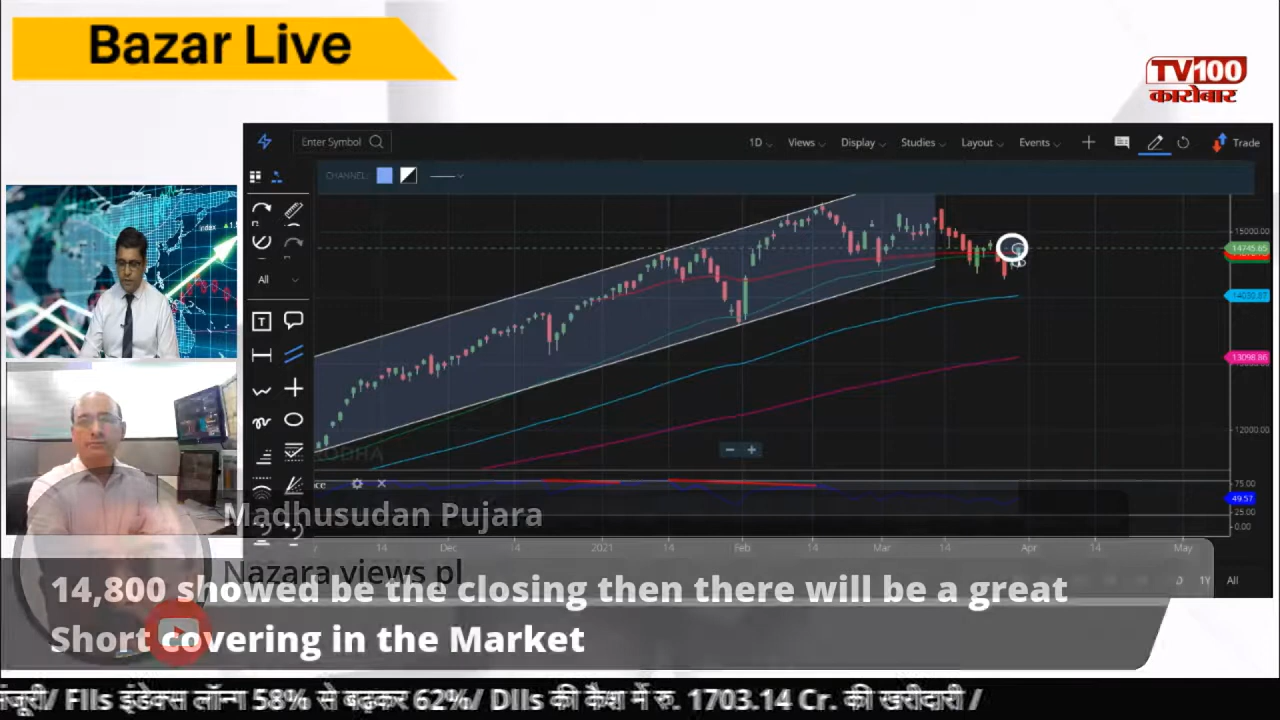 Bazar Live
TV100
कारोबार
Enter Symbol
1D
Views
Display
Studies
Layout
Events
Trade
CHANNEL:
All
T
15000.00
14745.65
14030.87
13098.86
12000.00
75.00
49.57
25.00
0.00
14
Dec
14
2021
14
Feb
14
Mar
14
Apr
14
May
1Y
All
Madhusudan Pujara
Nazara views pl
14,800 showed be the closing then there will be a great
Short covering in the Market
मंजूरी/ FIIs इंडेक्स लॉन्ग 58% से बढ़कर 62%/ DIIs की कैश में रु. 1703.14 Cr. की खरीदारी /